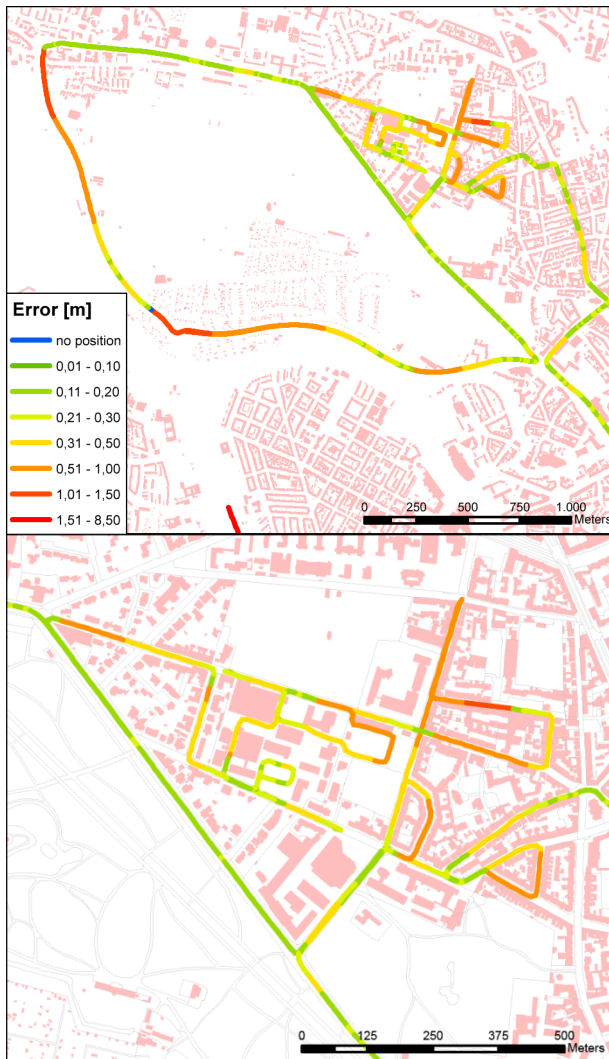 Error [m]
no position
0,01 - 0,10
0,11 - 0,20
0,21 - 0,30
0,31 - 0,50
0,51 - 1,00
1,01 - 1,50
1,51 - 8,50
0 250 500 750 1.000
Meters
0 125 250 375 500
Meters